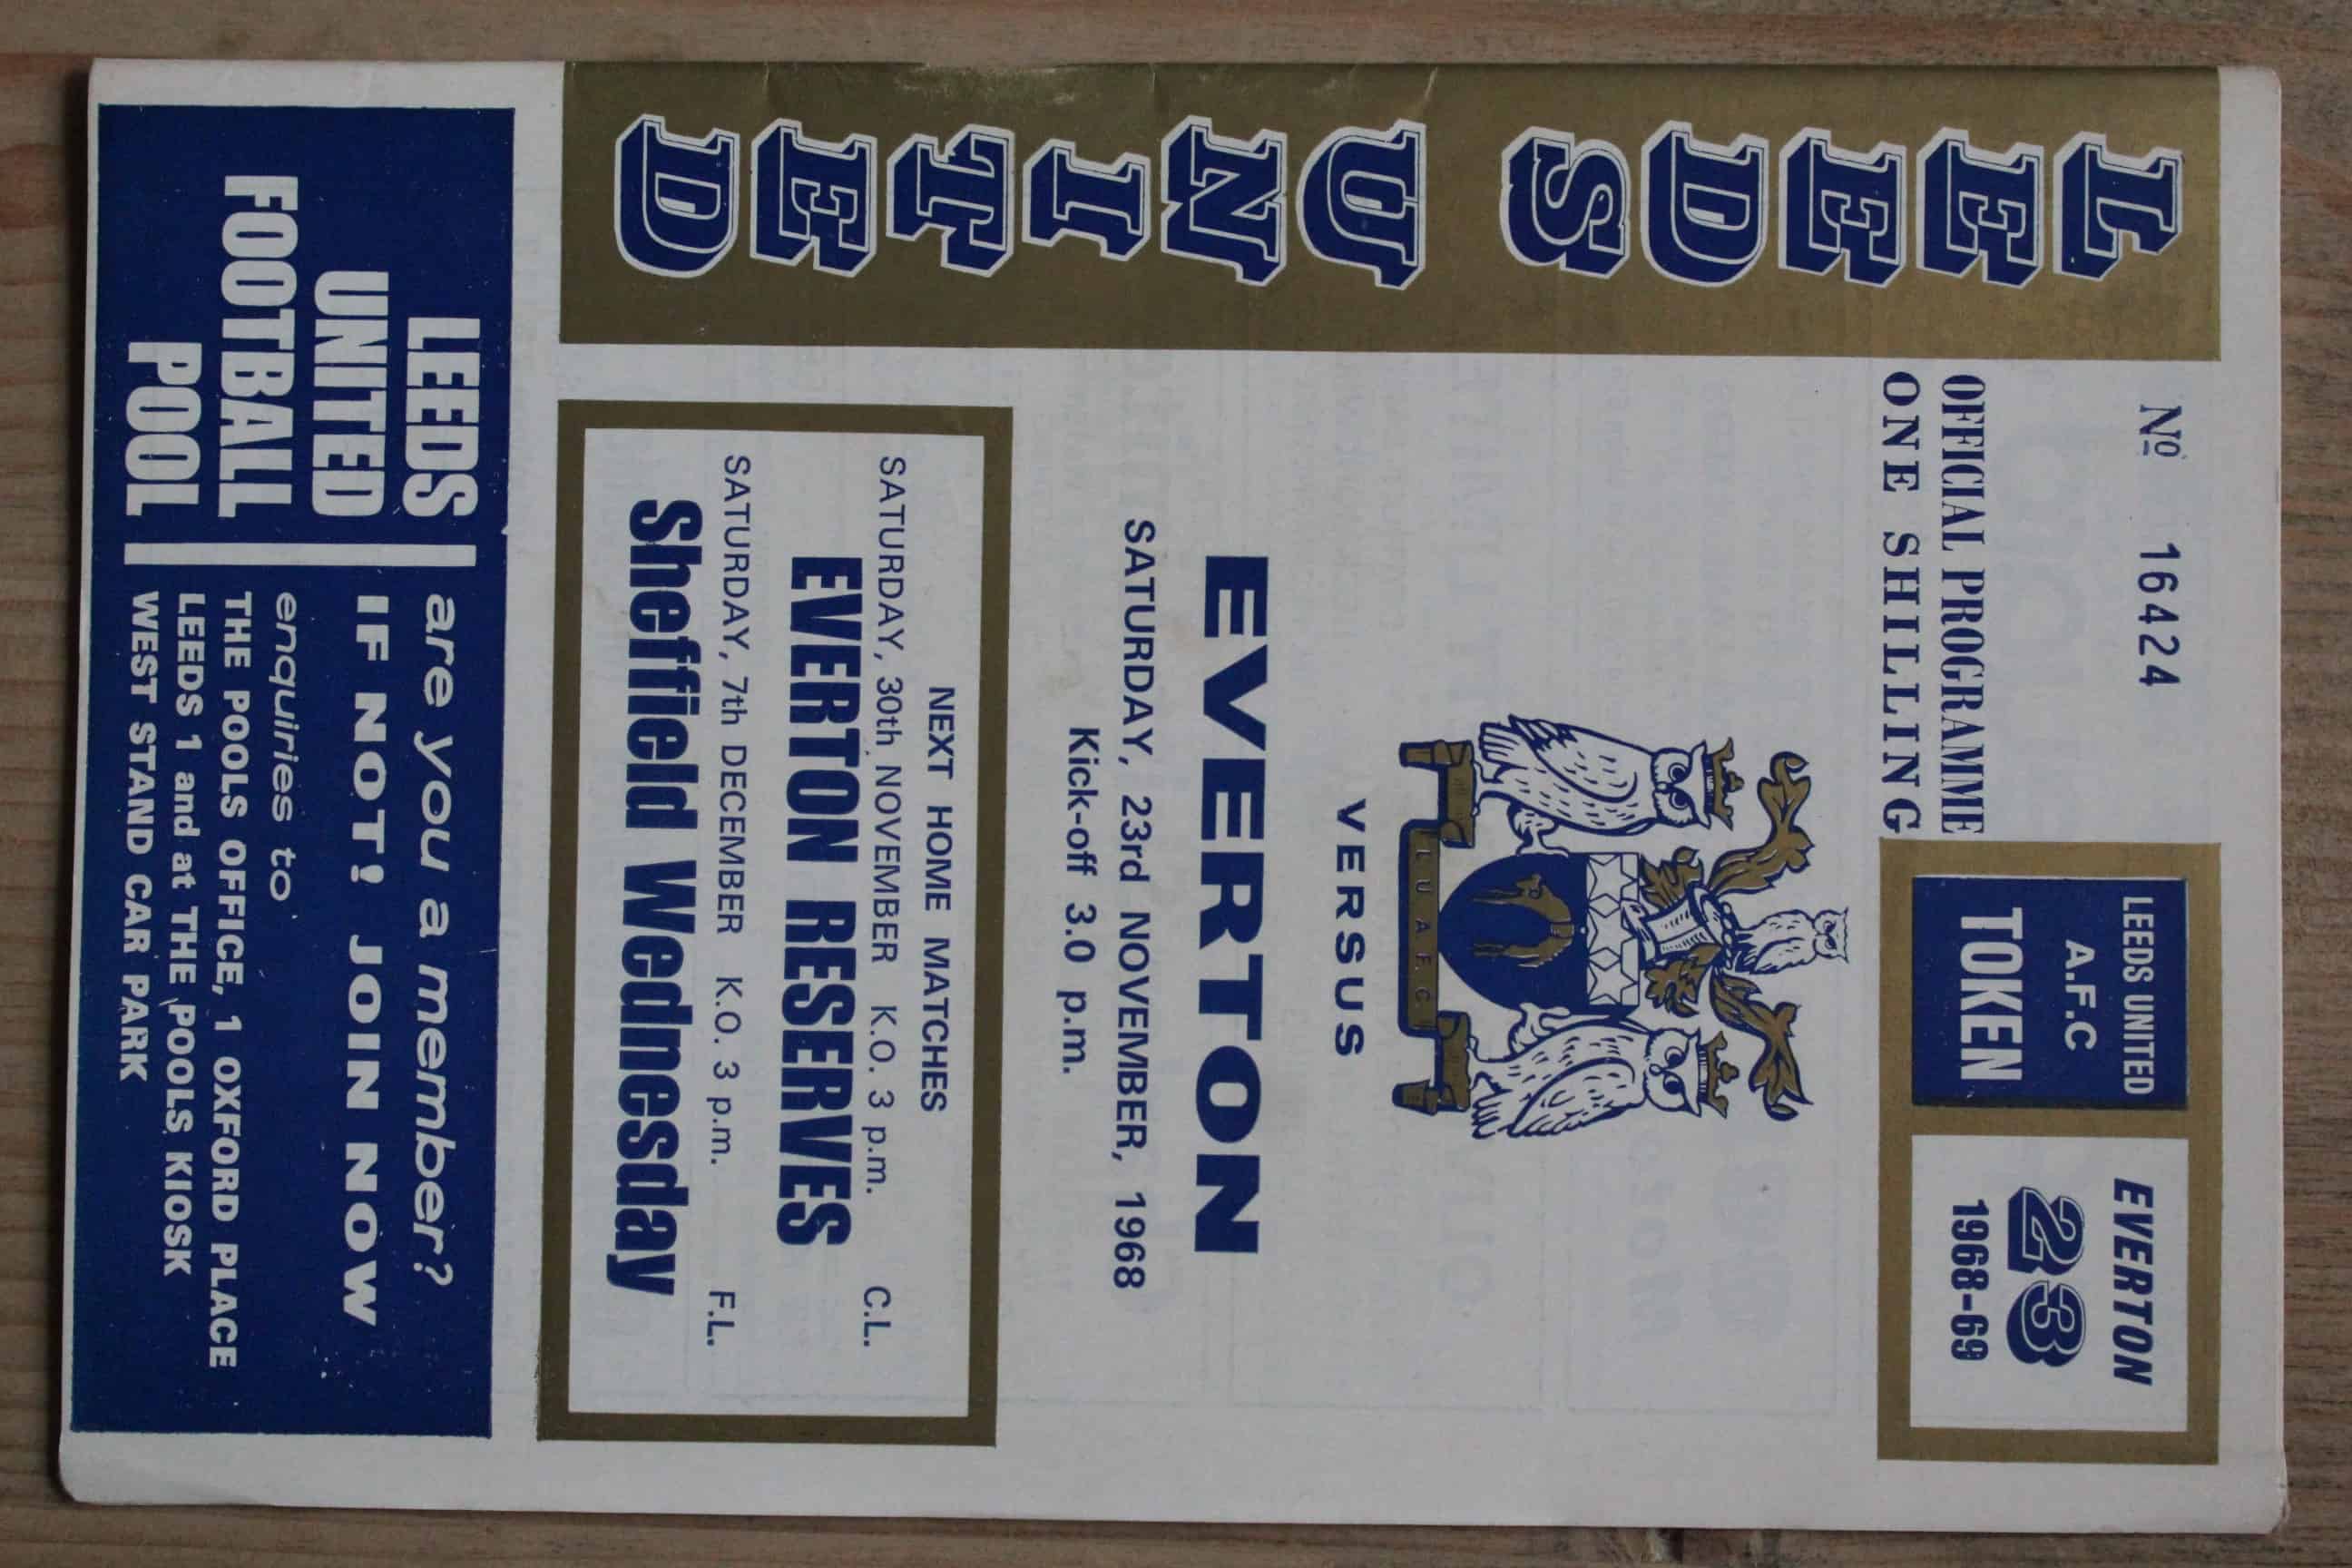 LEEDS UNITED
Nº 16424
OFFICIAL PROGRAMME
ONE SHILLING
LEEDS UNITED
A.F.C
TOKEN
EVERTON
23
1968-69
L U A F C
VERSUS
EVERTON
SATURDAY, 23rd NOVEMBER, 1968
Kick-off 3.0 p.m.
NEXT HOME MATCHES
SATURDAY, 30th NOVEMBER K.O. 3 p.m. C.L.
EVERTON RESERVES
SATURDAY, 7th DECEMBER K.O. 3 p.m. F.L.
Sheffield Wednesday
LEEDS
UNITED
FOOTBALL
POOL
are you a member?
IF NOT! JOIN NOW
enquiries to
THE POOLS OFFICE, 1 OXFORD PLACE
LEEDS 1 and at THE POOLS KIOSK
WEST STAND CAR PARK